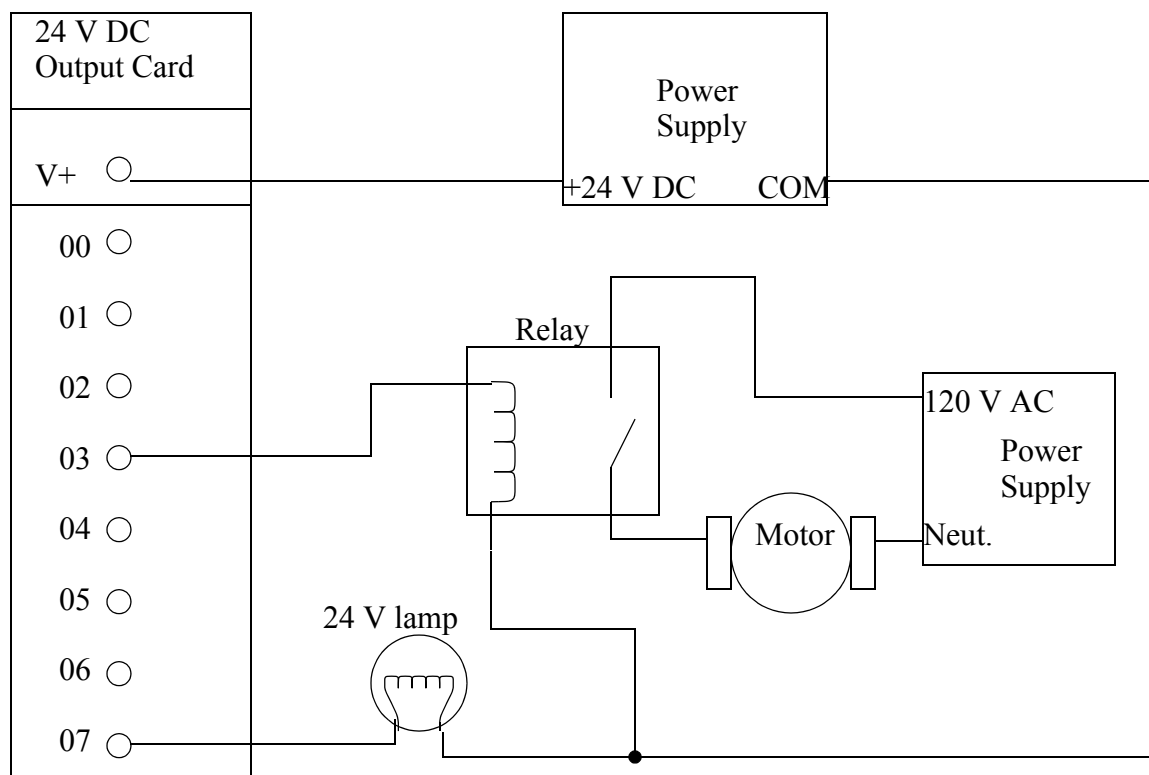 24 V DC
Output Card
V+
00
01
02
03
04
05
06
07
Power
Supply
+24 V DC
COM
Relay
120 V AC
Power
Supply
Motor
Neut.
24 V lamp